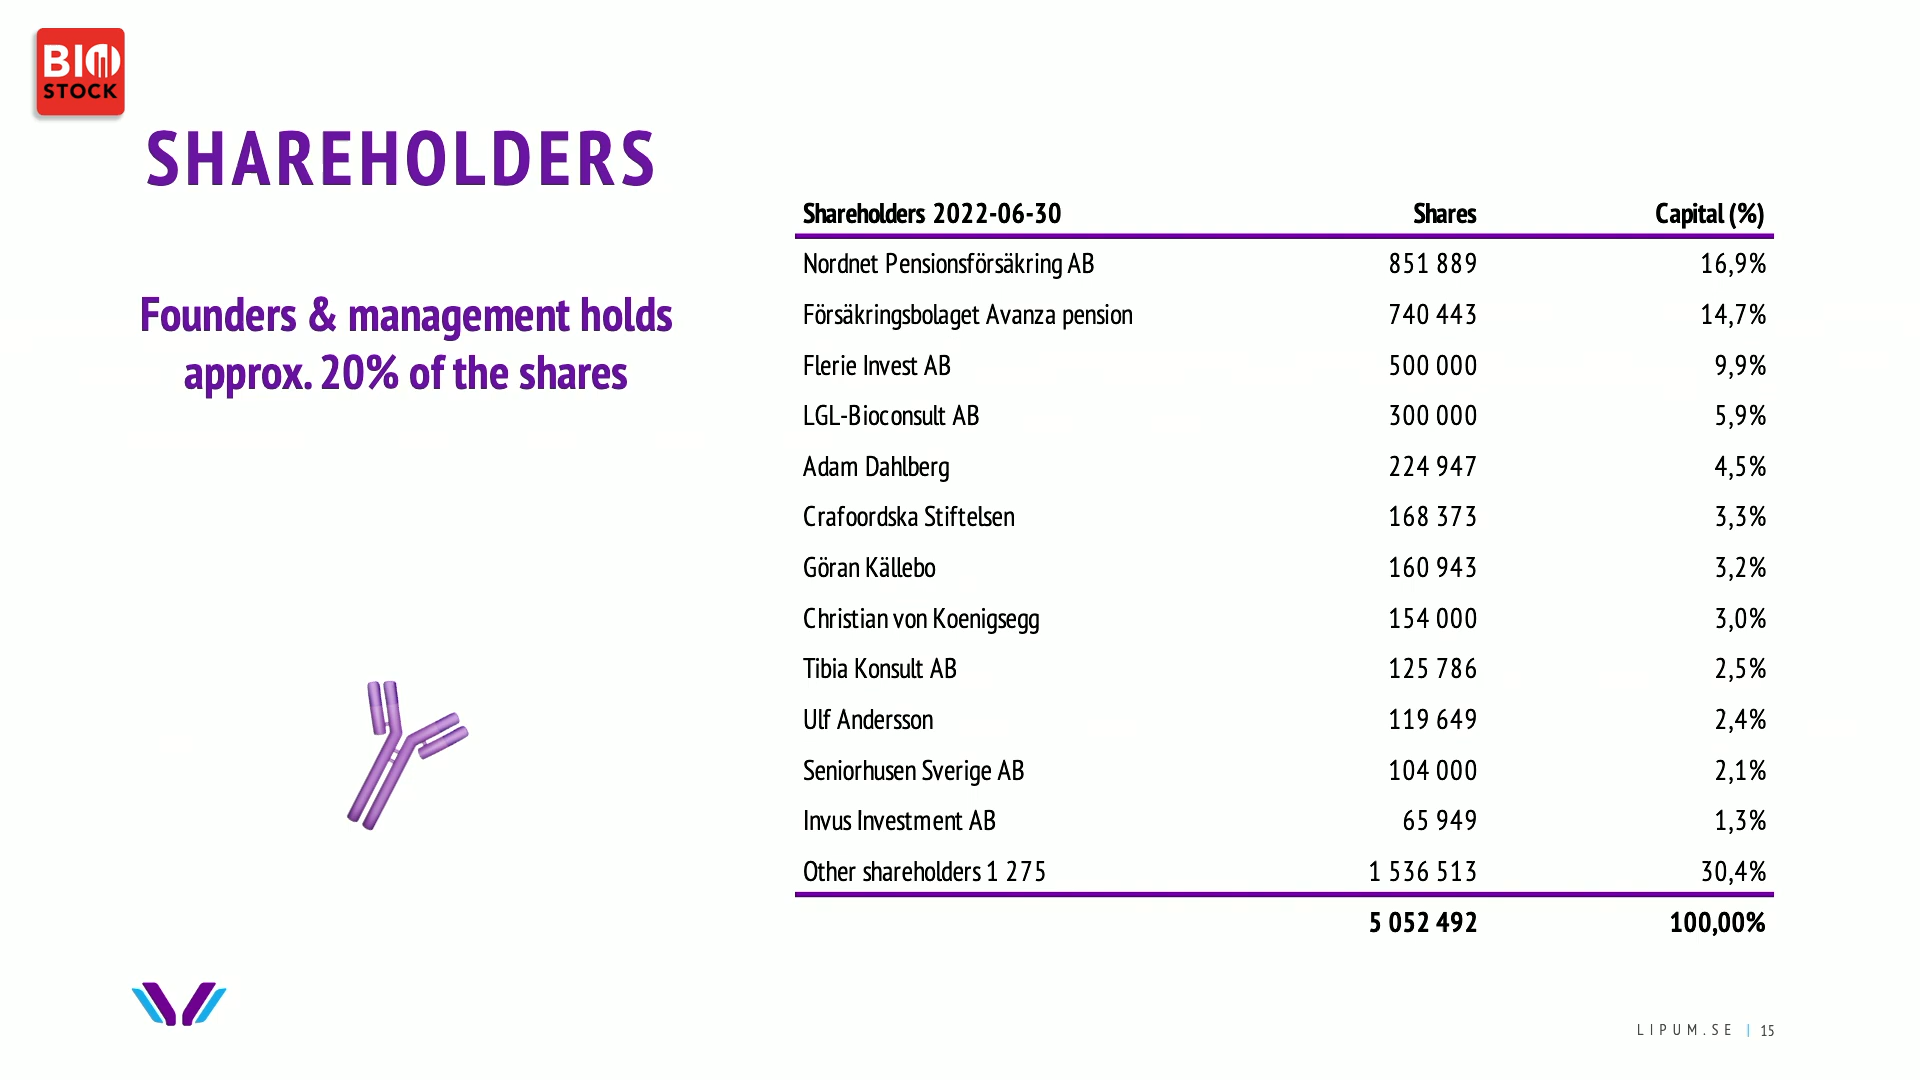 BIO
STOCK
SHAREHOLDERS
Founders & management holds
approx. 20% of the shares
Shareholders 2022-06-30 Shares Capital (%)
Nordnet Pensionsförsäkring AB 851 889 16,9%
Försäkringsbolaget Avanza pension 740 443 14,7%
Flerie Invest AB 500 000 9,9%
LGL-Bioconsult AB 300 000 5,9%
Adam Dahlberg 224 947 4,5%
Crafoordska Stiftelsen 168 373 3,3%
Göran Källebo 160 943 3,2%
Christian von Koenigsegg 154 000 3,0%
Tibia Konsult AB 125 786 2,5%
Ulf Andersson 119 649 2,4%
Seniorhusen Sverige AB 104 000 2,1%
Invus Investment AB 65 949 1,3%
Other shareholders 1 275 1 536 513 30,4%
5 052 492 100,00%
LIPUM.SE | 15